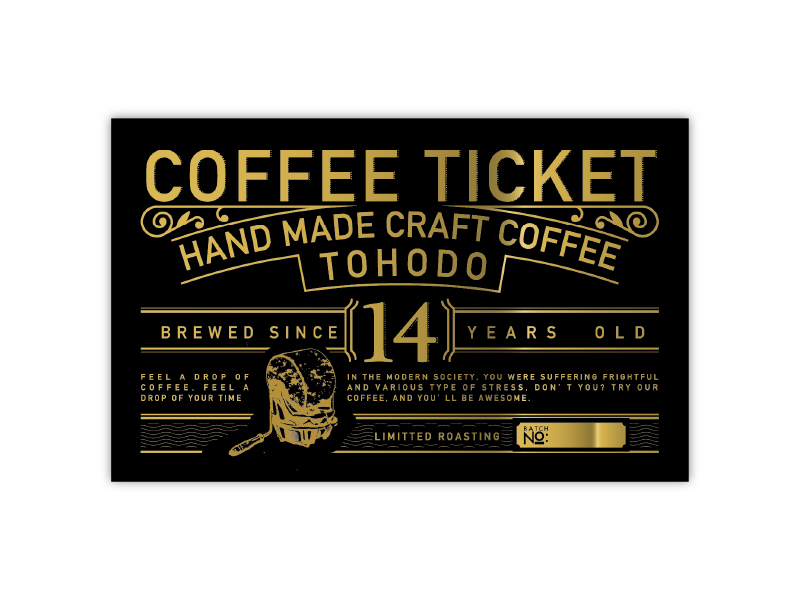 COFFEE TICKET
HAND MADE CRAFT COFFEE
TOHODO
BREWED SINCE 14 YEARS OLD
FEEL A DROP OF
COFFEE, FEEL A
DROP OF YOUR TIME
IN THE MODERN SOCIETY, YOU WERE SUFFERING FRIGHTFUL
AND VARIOUS TYPE OF STRESS, DON' T YOU? TRY OUR
COFFEE, AND YOU' LL BE AWESOME.
LIMITTED ROASTING
BATCH
No: